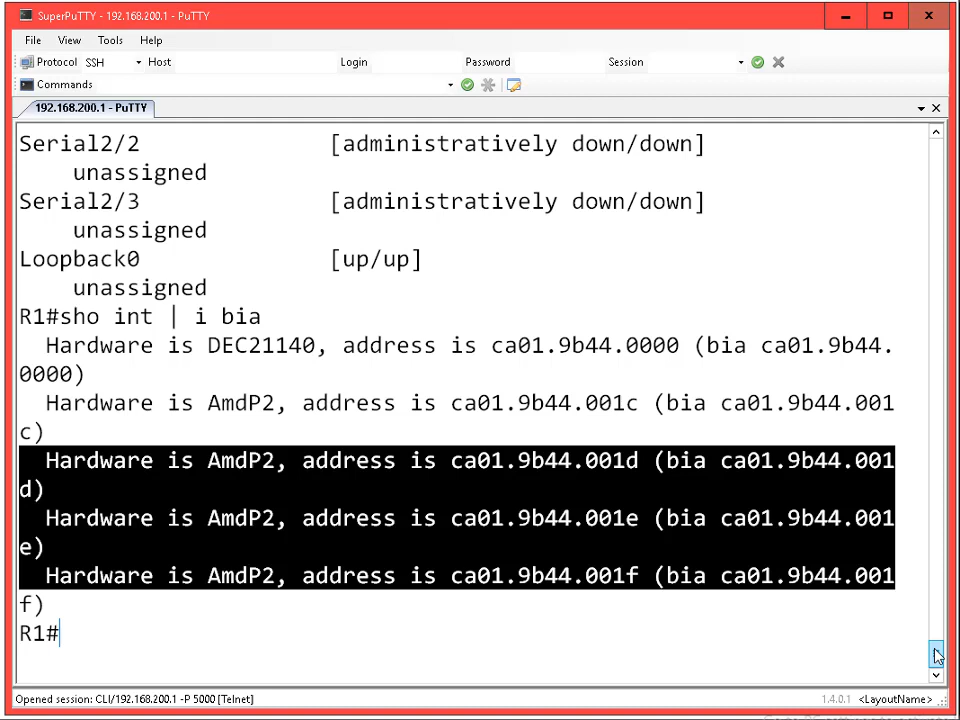 SuperPuTTY - 192.168.200.1 - PuTTY
File View Tools Help
Protocol SSH Host Login Password Session
Commands
192.168.200.1 - PuTTY
Serial2/2 [administratively down/down]
unassigned
Serial2/3 [administratively down/down]
unassigned
Loopback0 [up/up]
unassigned
R1#sho int | i bia
Hardware is DEC21140, address is ca01.9b44.0000 (bia ca01.9b44.
0000)
Hardware is AmdP2, address is ca01.9b44.001c (bia ca01.9b44.001
c)
Hardware is AmdP2, address is ca01.9b44.001d (bia ca01.9b44.001
d)
Hardware is AmdP2, address is ca01.9b44.001e (bia ca01.9b44.001
e)
Hardware is AmdP2, address is ca01.9b44.001f (bia ca01.9b44.001
f)
R1#
Opened session: CLI/192.168.200.1 -P 5000 [Telnet] 1.4.0.1 <LayoutName>